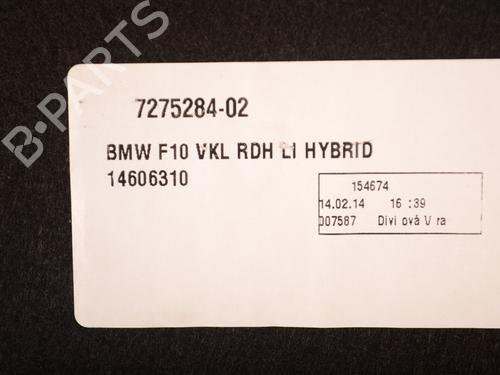 B-PARTS
7275284-02
BMW F10 VKL RDH LI HYBRID
14606310
154674
14.02.14 16 :39
007587 Divi ová V ra